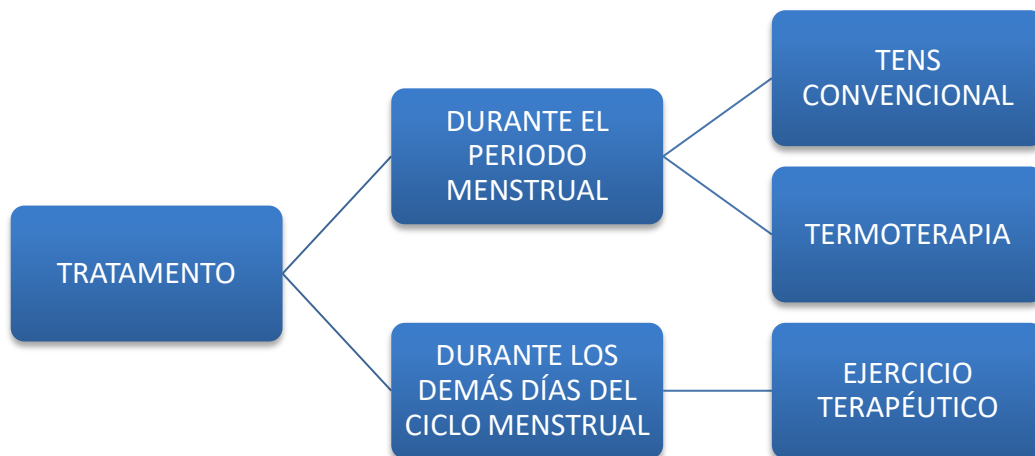 TRATAMENTO
DURANTE EL
PERIODO
MENSTRUAL
TENS
CONVENCIONAL
TERMOTERAPIA
DURANTE LOS
DEMÁS DÍAS DEL
CICLO MENSTRUAL
EJERCICIO
TERAPÉUTICO